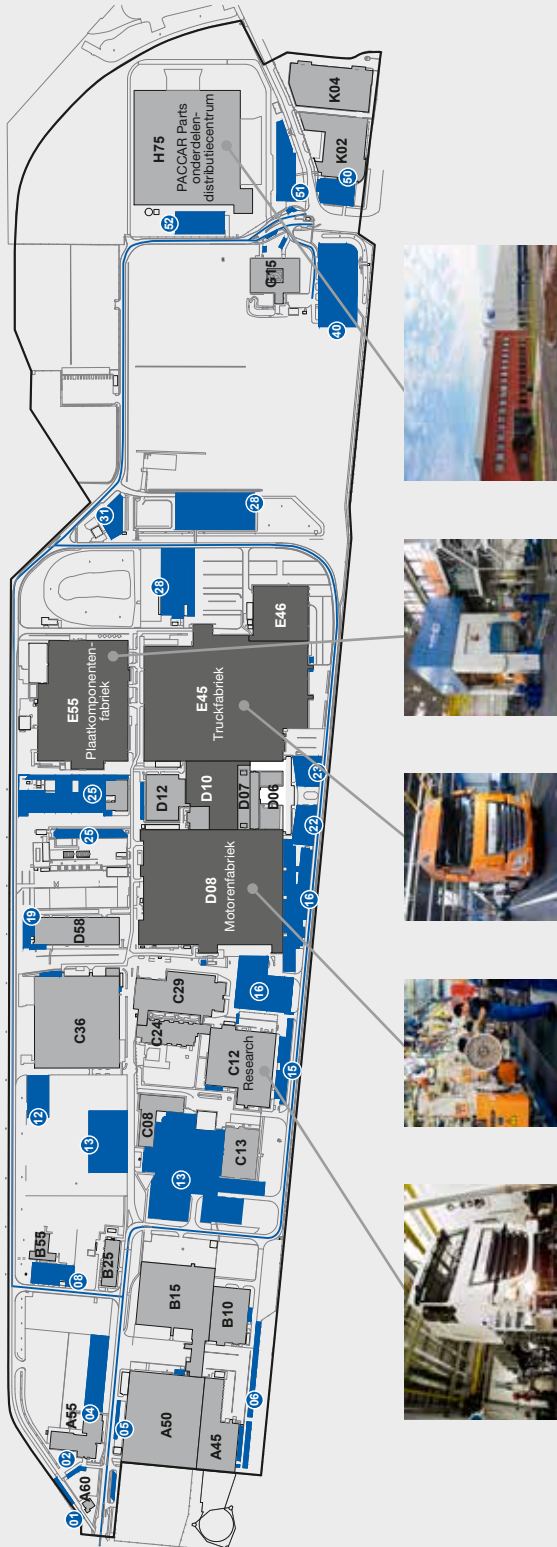 01
02
A60
A55
04
05
A50
A45
06
B55
08
B25
B15
B10
12
13
C36
C08
13
C13
C24
C29
C12
Research
15
16
16
19
D58
25
25
D12
D10
D08
Motorenfabriek
D07
D06
22
23
E55
Plaatkomponenten-
fabriek
E45
Truckfabriek
E46
28
28
31
G15
40
52
H75
PACCAR Parts
onderdelen-
distributiecentrum
51
50
K02
K04